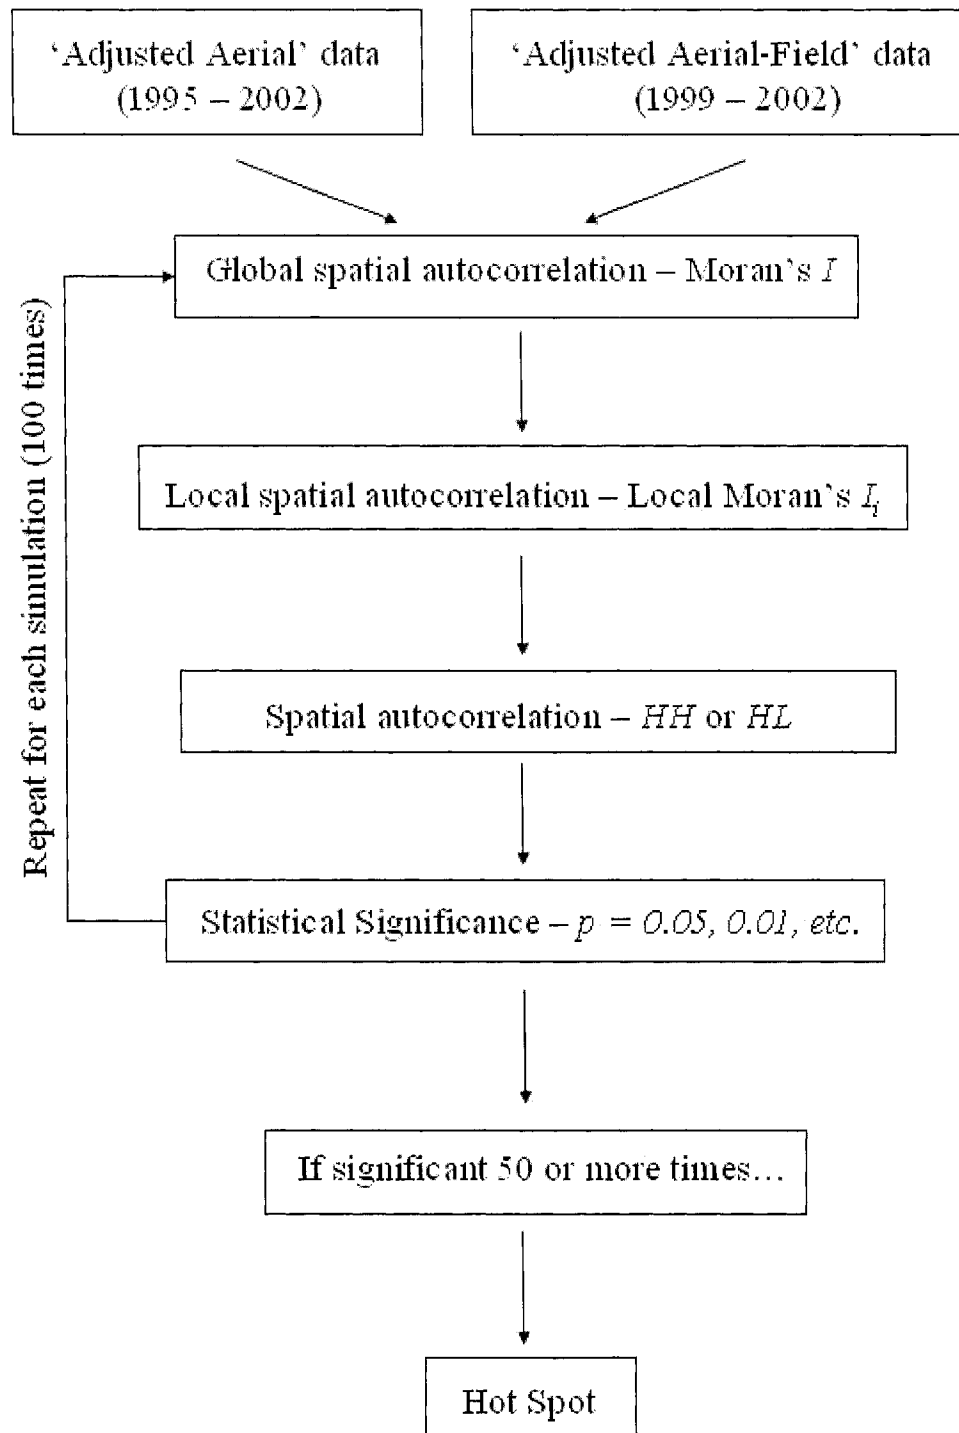 ‘Adjusted Aerial’ data
(1995 – 2002)
‘Adjusted Aerial-Field’ data
(1999 – 2002)
Global spatial autocorrelation – Moran’s I
Repeat for each simulation (100 times)
Local spatial autocorrelation – Local Moran’s Ii
Spatial autocorrelation – HH or HL
Statistical Significance – p = 0.05, 0.01, etc.
If significant 50 or more times…
Hot Spot